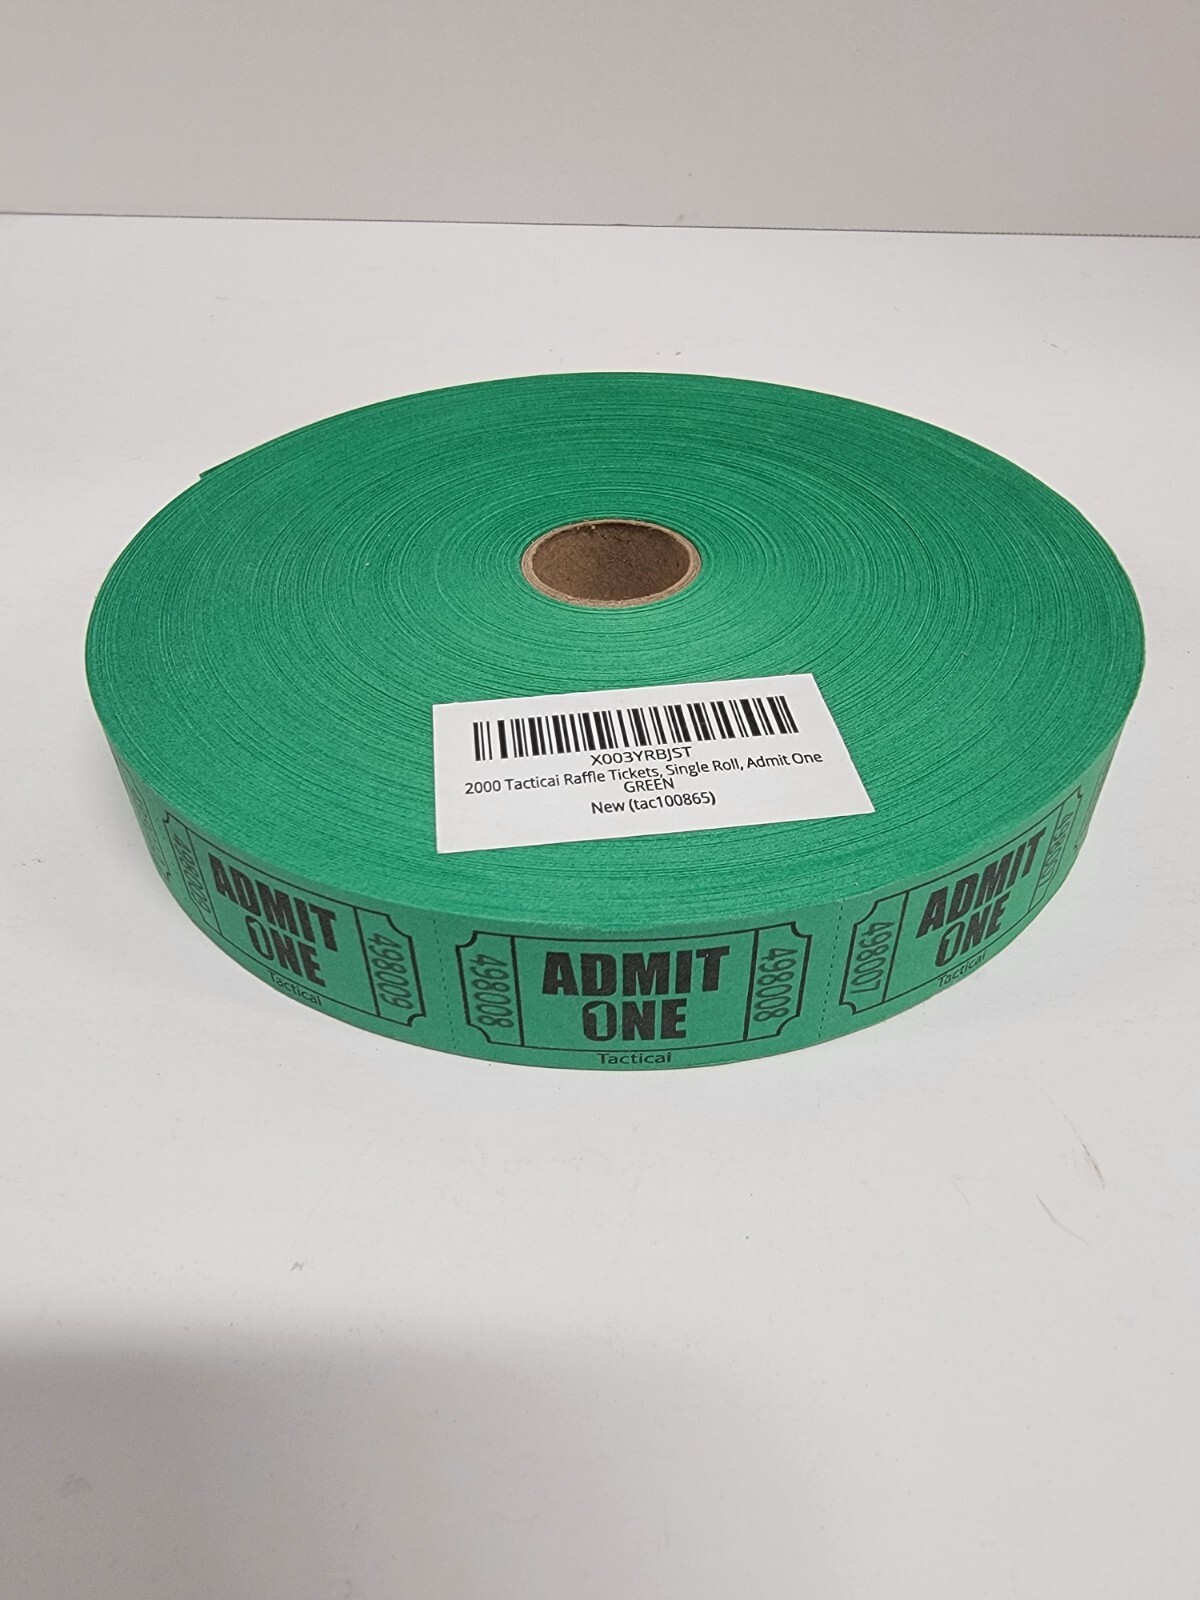 X003YRBJST
2000 Tacticai Raffle Tickets, Single Roll, Admit One
GREEN
New (tac100865)
ADMIT
ONE
498009
Tacticai
498008
ADMIT
ONE
498008
Tacticai
498007
ADMIT
ONE
Tacticai